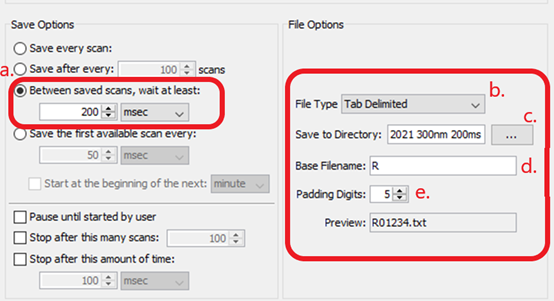 Save Options
Save every scan:
a. Save after every: 100 scans
Between saved scans, wait at least:
200 msec
Save the first available scan every:
50 msec
Start at the beginning of the next: minute
Pause until started by user
Stop after this many scans: 100
Stop after this amount of time:
100 msec
File Options
b.
File Type Tab Delimited
c.
Save to Directory: 2021 300nm 200ms ...
Base Filename: R d.
Padding Digits: 5 e.
Preview: R01234.txt